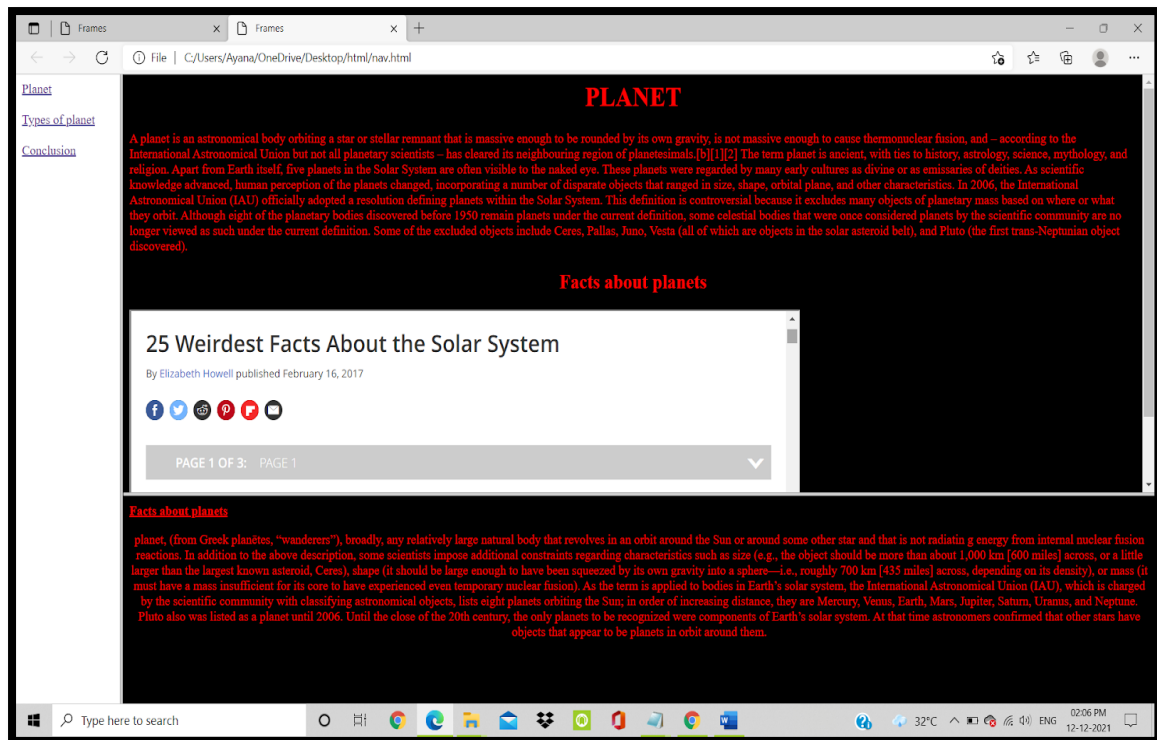 Frames
Frames
File | C:/Users/Ayana/OneDrive/Desktop/html/nav.html
Planet
Types of planet
Conclusion
PLANET
A planet is an astronomical body orbiting a star or stellar remnant that is massive enough to be rounded by its own gravity, is not massive enough to cause thermonuclear fusion, and – according to the
International Astronomical Union but not all planetary scientists – has cleared its neighbouring region of planetesimals.[b][1][2] The term planet is ancient, with ties to history, astrology, science, mythology, and
religion. Apart from Earth itself, five planets in the Solar System are often visible to the naked eye. These planets were regarded by many early cultures as divine or as emissaries of deities. As scientific
knowledge advanced, human perception of the planets changed, incorporating a number of disparate objects that ranged in size, shape, orbital plane, and other characteristics. In 2006, the International
Astronomical Union (IAU) officially adopted a resolution defining planets within the Solar System. This definition is controversial because it excludes many objects of planetary mass based on where or what
they orbit. Although eight of the planetary bodies discovered before 1950 remain planets under the current definition, some celestial bodies that were once considered planets by the scientific community are no
longer viewed as such under the current definition. Some of the excluded objects include Ceres, Pallas, Juno, Vesta (all of which are objects in the solar asteroid belt), and Pluto (the first trans-Neptunian object
discovered).
Facts about planets
25 Weirdest Facts About the Solar System
By Elizabeth Howell published February 16, 2017
PAGE 1 OF 3: PAGE 1
Facts about planets
planet, (from Greek planētes, “wanderers”), broadly, any relatively large natural body that revolves in an orbit around the Sun or around some other star and that is not radiatin g energy from internal nuclear fusion
reactions. In addition to the above description, some scientists impose additional constraints regarding characteristics such as size (e.g., the object should be more than about 1,000 km [600 miles] across, or a little
larger than the largest known asteroid, Ceres), shape (it should be large enough to have been squeezed by its own gravity into a sphere—i.e., roughly 700 km [435 miles] across, depending on its density), or mass (it
must have a mass insufficient for its core to have experienced even temporary nuclear fusion). As the term is applied to bodies in Earth’s solar system, the International Astronomical Union (IAU), which is charged
by the scientific community with classifying astronomical objects, lists eight planets orbiting the Sun; in order of increasing distance, they are Mercury, Venus, Earth, Mars, Jupiter, Saturn, Uranus, and Neptune.
Pluto also was listed as a planet until 2006. Until the close of the 20th century, the only planets to be recognized were components of Earth’s solar system. At that time astronomers confirmed that other stars have
objects that appear to be planets in orbit around them.
Type here to search
32°C
ENG
02:06 PM
12-12-2021